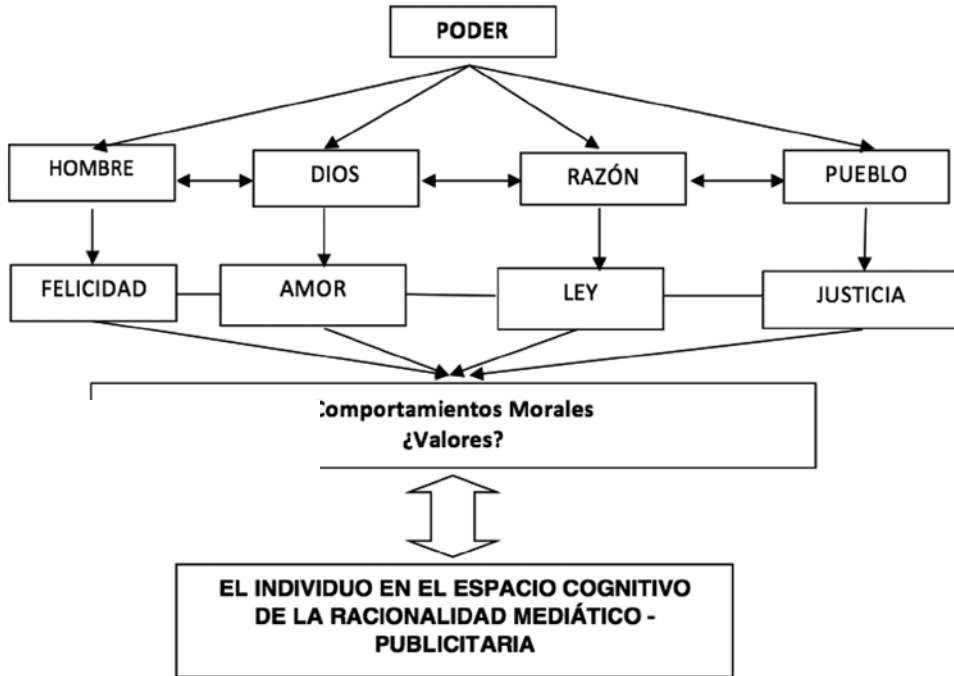 PODER
HOMBRE
DIOS
RAZÓN
PUEBLO
FELICIDAD
AMOR
LEY
JUSTICIA
Comportamientos Morales
¿Valores?
EL INDIVIDUO EN EL ESPACIO COGNITIVO
DE LA RACIONALIDAD MEDIÁTICO -
PUBLICITARIA